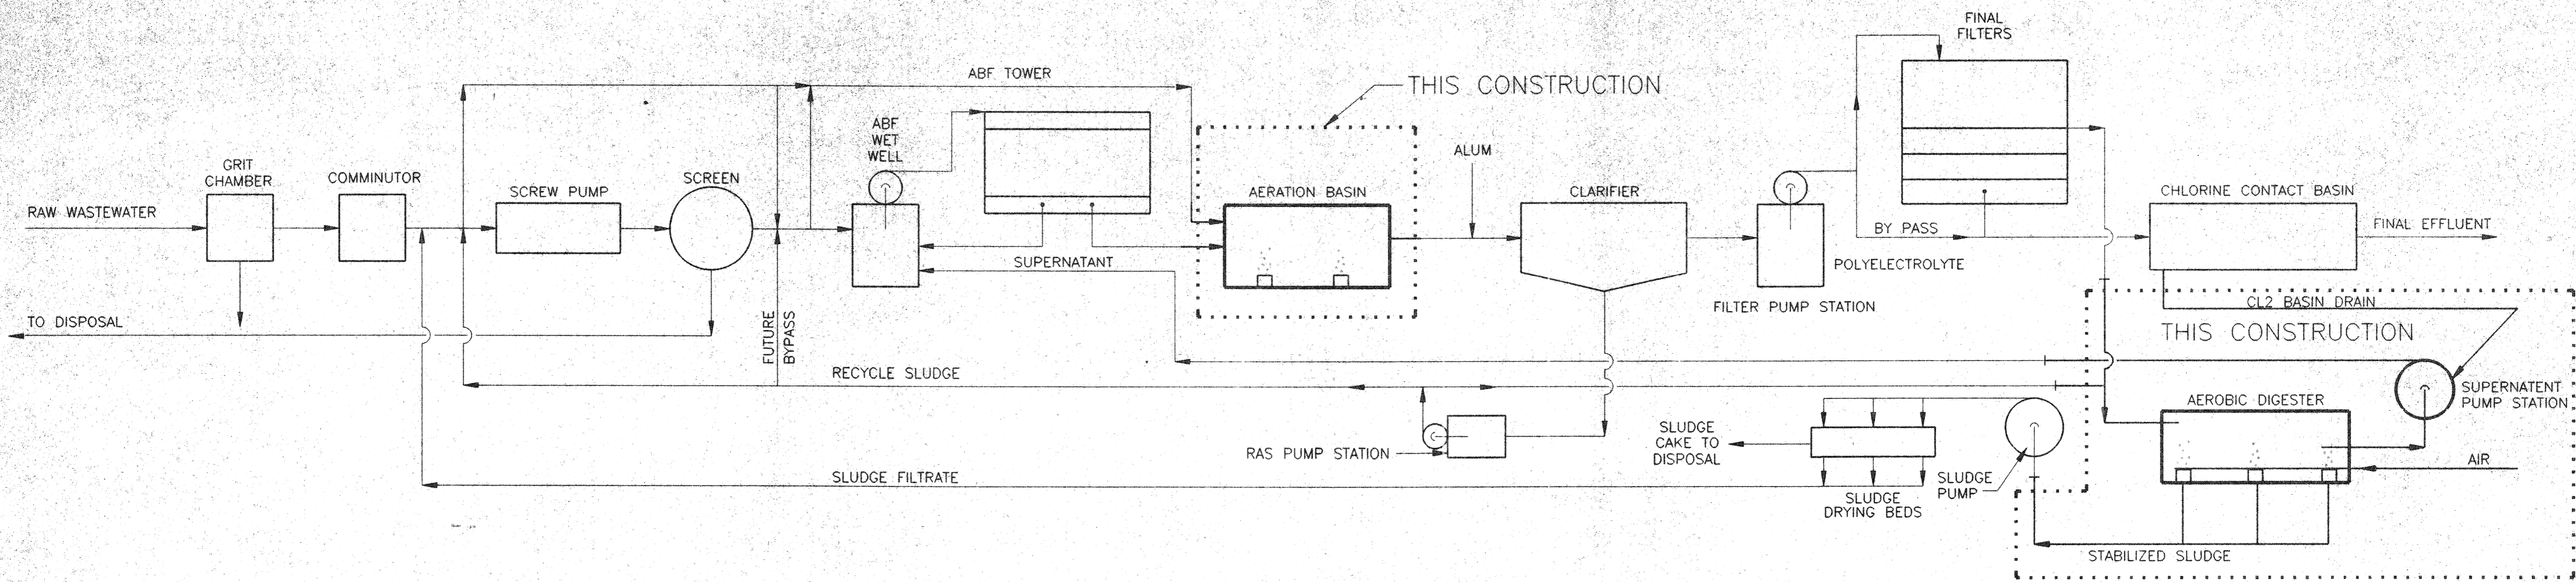 FINAL
FILTERS
ABF TOWER
THIS CONSTRUCTION
ABF
WET
WELL
ALUM
GRIT
CHAMBER
COMMINUTOR
SCREW PUMP
SCREEN
AERATION BASIN
CLARIFIER
CHLORINE CONTACT BASIN
RAW WASTEWATER
BY PASS
FINAL EFFLUENT
SUPERNATANT
POLYELECTROLYTE
FILTER PUMP STATION
CL2 BASIN DRAIN
TO DISPOSAL
FUTURE
BYPASS
THIS CONSTRUCTION
RECYCLE SLUDGE
SUPERNATENT
PUMP STATION
AEROBIC DIGESTER
RAS PUMP STATION
SLUDGE
CAKE TO
DISPOSAL
AIR
SLUDGE FILTRATE
SLUDGE
PUMP
SLUDGE
DRYING BEDS
STABILIZED SLUDGE